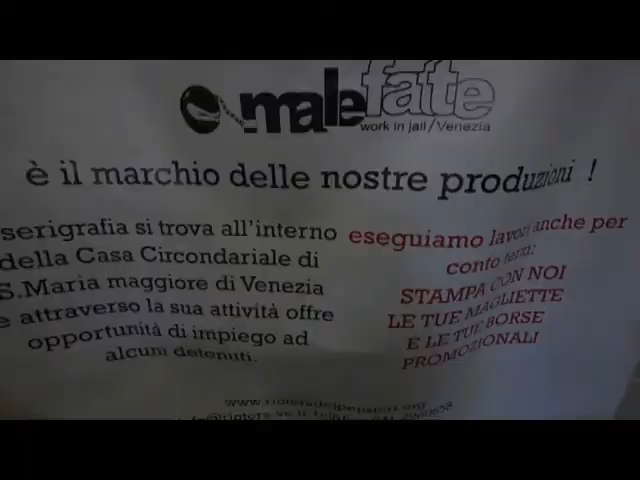 malefatte
work in jail/Venezia
è il marchio delle nostre produzioni !
serigrafia si trova all'interno
della Casa Circondariale di
S.Maria maggiore di Venezia
e attraverso la sua attività offre
opportunità di impiego ad
alcuni detenuti.
eseguiamo lavori anche per
conto terzi:
STAMPA CON NOI
LE TUE MAGLIETTE
E LE TUE BORSE
PROMOZIONALI